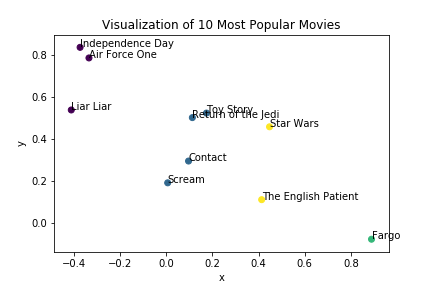 Visualization of 10 Most Popular Movies
0.8
0.6
0.4
0.2
0.0
y
Independence Day
Air Force One
Liar Liar
Toy Story
Return of the Jedi
Star Wars
Contact
Scream
The English Patient
Fargo
−0.4
−0.2
0.0
0.2
0.4
0.6
0.8
x